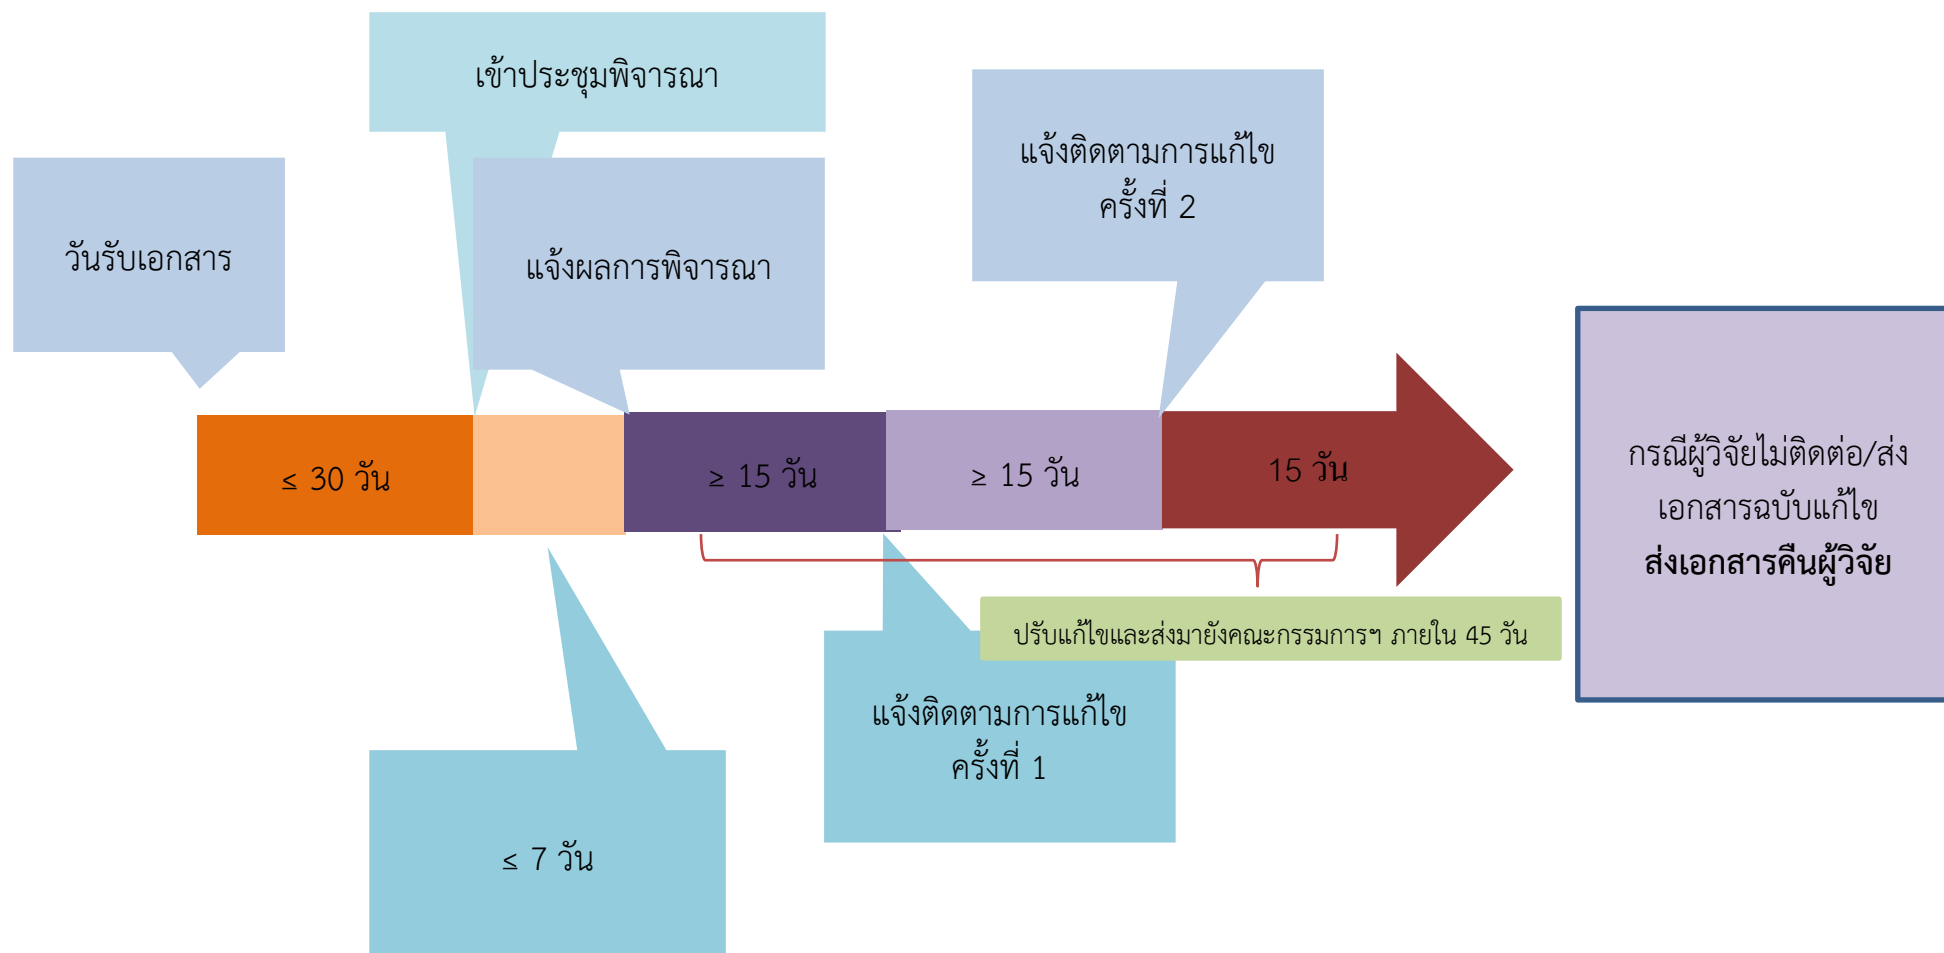 เข้าประชุมพิจารณา
แจ้งติดตามการแก้ไข
ครั้งที่ 2
วันรับเอกสาร
แจ้งผลการพิจารณา
≤ 30 วัน
≥ 15 วัน
≥ 15 วัน
15 วัน
กรณีผู้วิจัยไม่ติดต่อ/ส่ง
เอกสารฉบับแก้ไข
ส่งเอกสารคืนผู้วิจัย
ปรับแก้ไขและส่งมายังคณะกรรมการฯ ภายใน 45 วัน
แจ้งติดตามการแก้ไข
ครั้งที่ 1
≤ 7 วัน